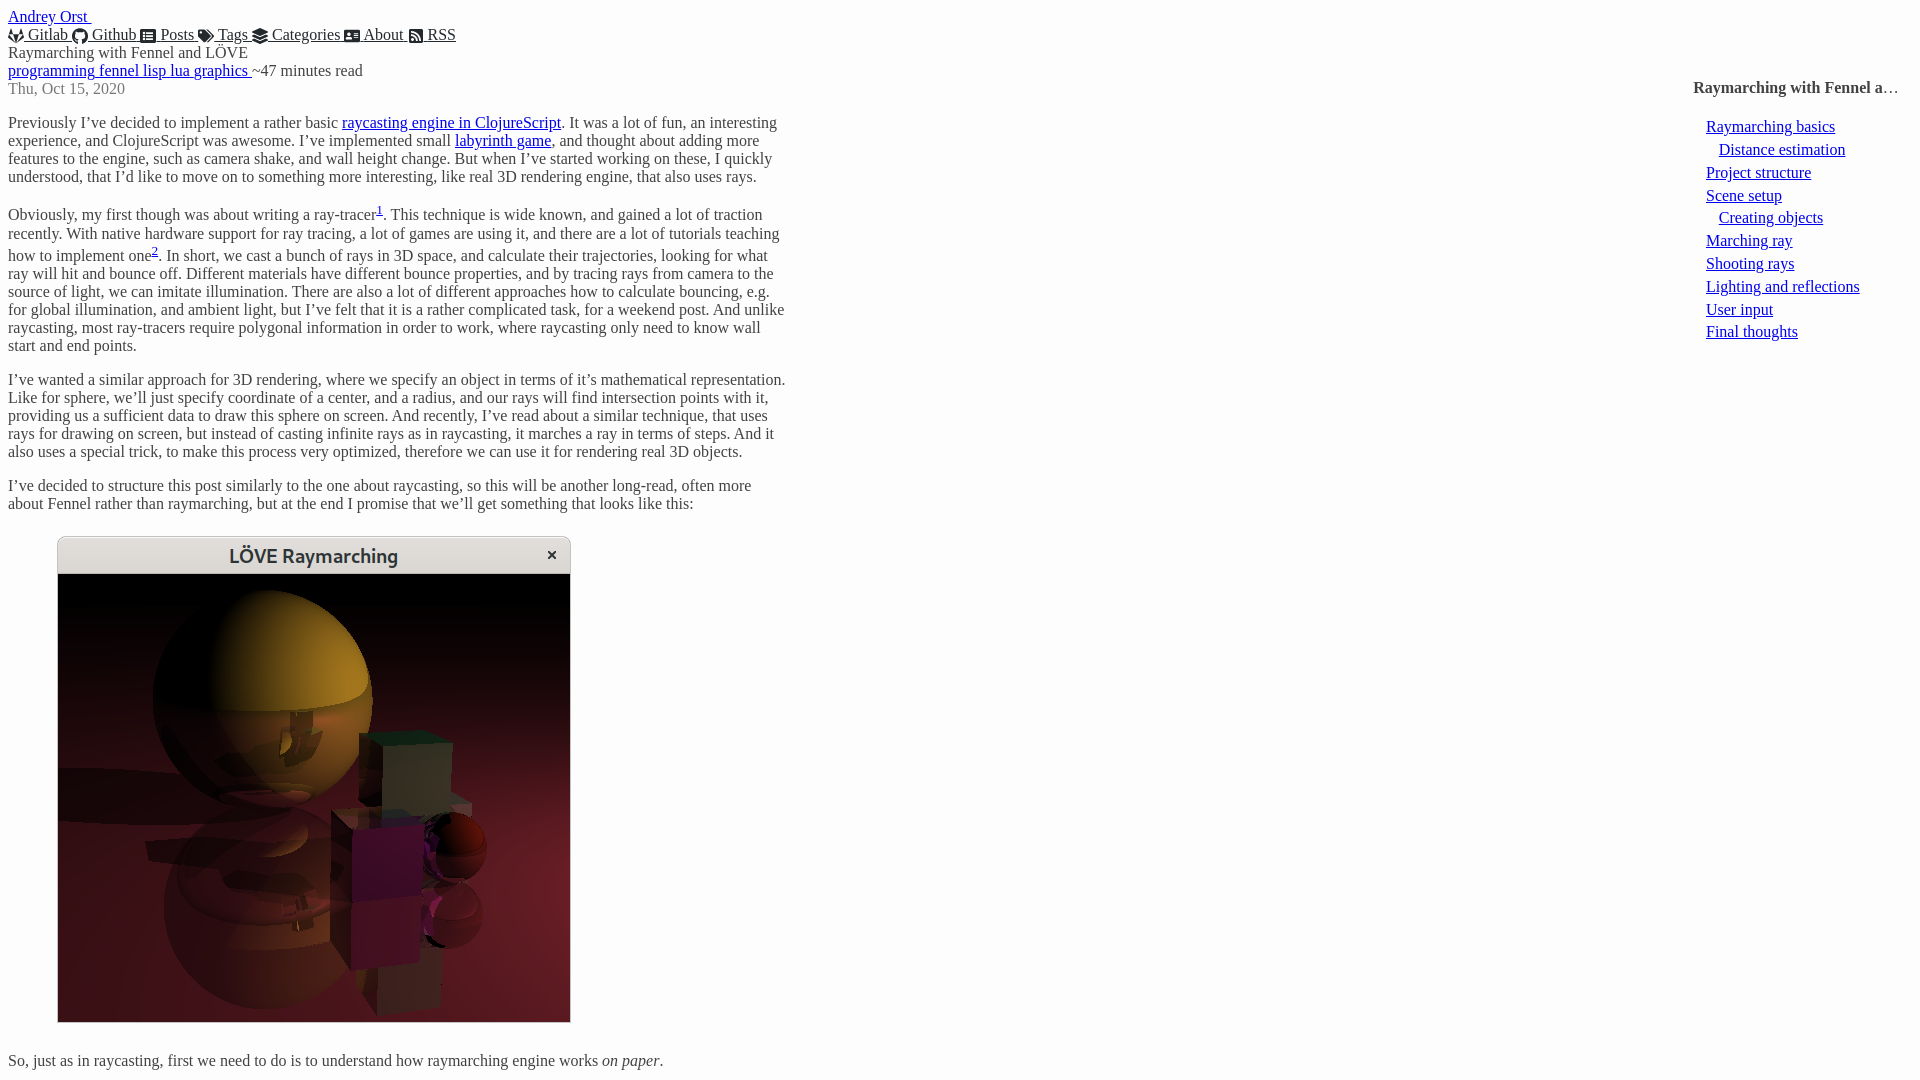 Andrey Orst
Gitlab Github Posts Tags Categories About RSS
Raymarching with Fennel and LÖVE
programming fennel lisp lua graphics ~47 minutes read
Thu, Oct 15, 2020
Previously I’ve decided to implement a rather basic raycasting engine in ClojureScript. It was a lot of fun, an interesting
experience, and ClojureScript was awesome. I’ve implemented small labyrinth game, and thought about adding more
features to the engine, such as camera shake, and wall height change. But when I’ve started working on these, I quickly
understood, that I’d like to move on to something more interesting, like real 3D rendering engine, that also uses rays.
Obviously, my first though was about writing a ray-tracer1. This technique is wide known, and gained a lot of traction
recently. With native hardware support for ray tracing, a lot of games are using it, and there are a lot of tutorials teaching
how to implement one2. In short, we cast a bunch of rays in 3D space, and calculate their trajectories, looking for what
ray will hit and bounce off. Different materials have different bounce properties, and by tracing rays from camera to the
source of light, we can imitate illumination. There are also a lot of different approaches how to calculate bouncing, e.g.
for global illumination, and ambient light, but I’ve felt that it is a rather complicated task, for a weekend post. And unlike
raycasting, most ray-tracers require polygonal information in order to work, where raycasting only need to know wall
start and end points.
I’ve wanted a similar approach for 3D rendering, where we specify an object in terms of it’s mathematical representation.
Like for sphere, we’ll just specify coordinate of a center, and a radius, and our rays will find intersection points with it,
providing us a sufficient data to draw this sphere on screen. And recently, I’ve read about a similar technique, that uses
rays for drawing on screen, but instead of casting infinite rays as in raycasting, it marches a ray in terms of steps. And it
also uses a special trick, to make this process very optimized, therefore we can use it for rendering real 3D objects.
I’ve decided to structure this post similarly to the one about raycasting, so this will be another long-read, often more
about Fennel rather than raymarching, but at the end I promise that we’ll get something that looks like this:
LÖVE Raymarching ×
So, just as in raycasting, first we need to do is to understand how raymarching engine works on paper.
Raymarching with Fennel a…
Raymarching basics
Distance estimation
Project structure
Scene setup
Creating objects
Marching ray
Shooting rays
Lighting and reflections
User input
Final thoughts